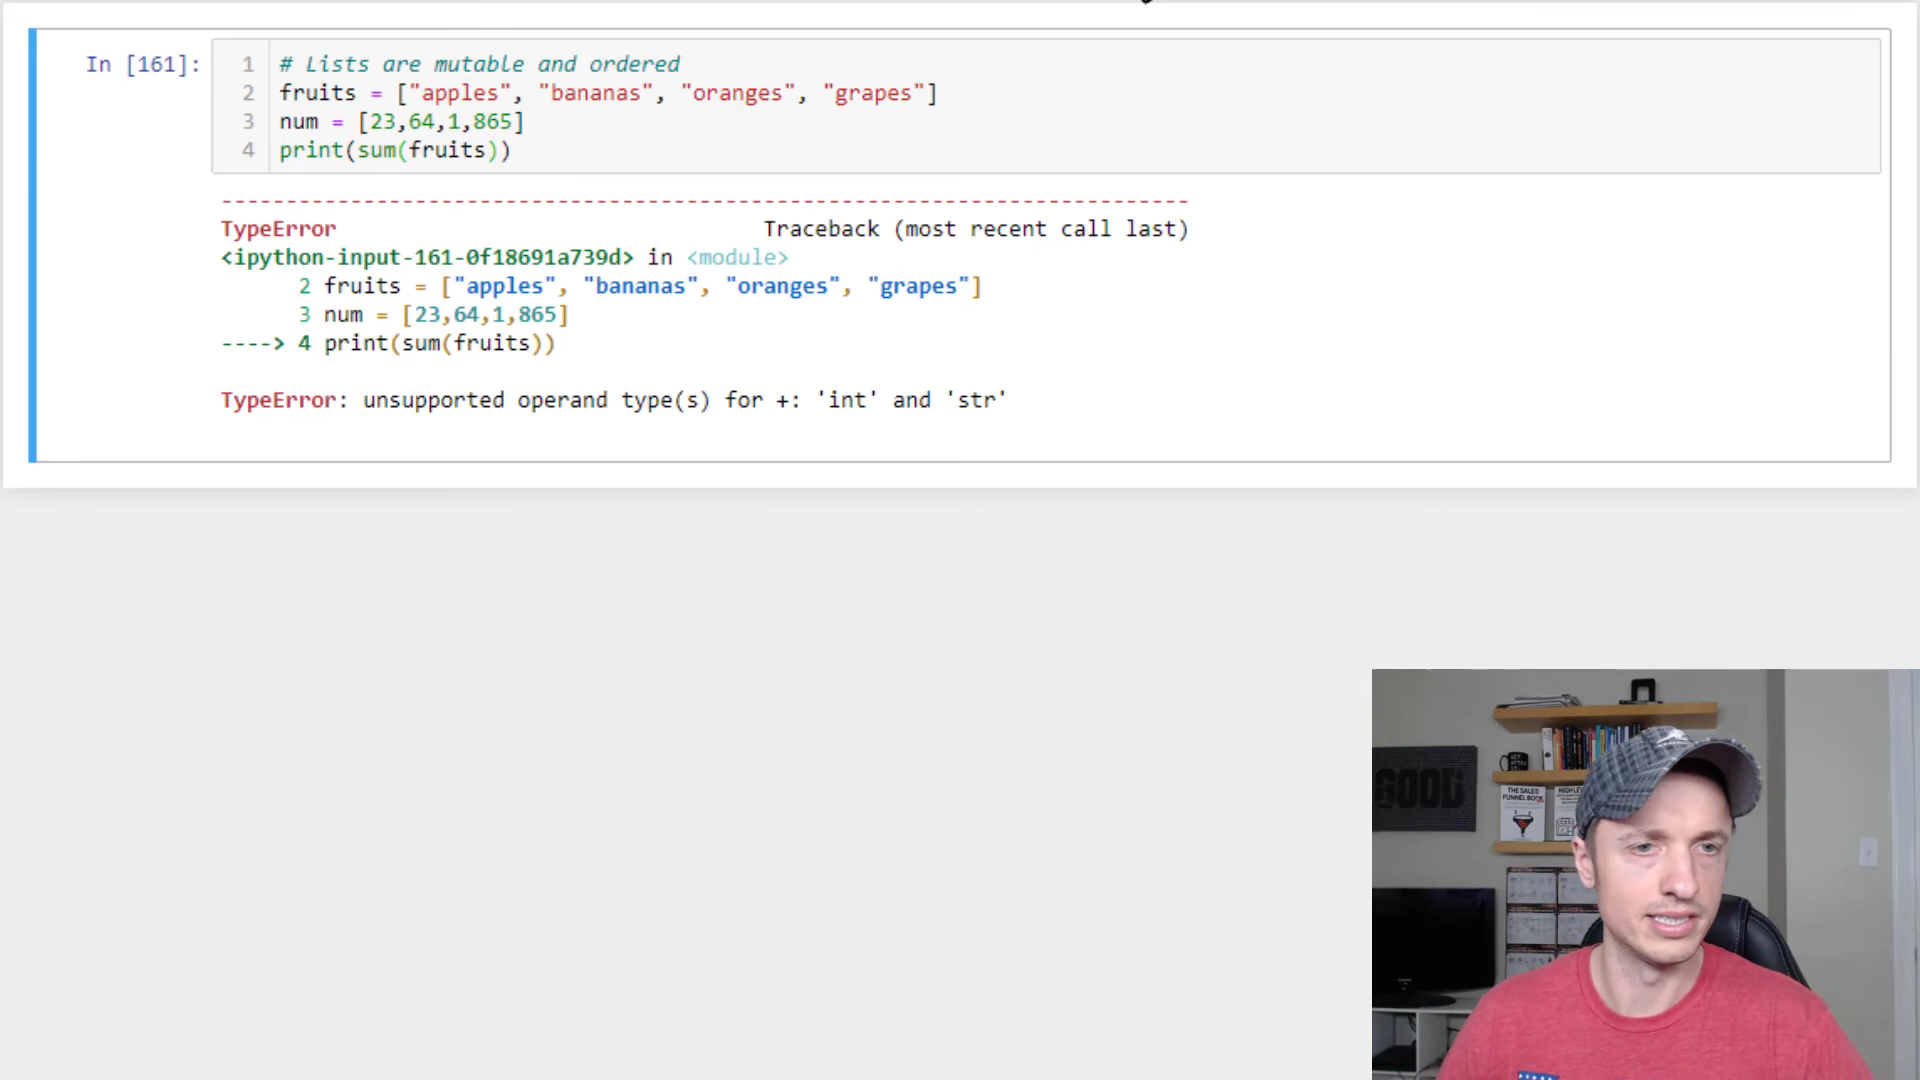 In [161]:
1 # Lists are mutable and ordered
2 fruits = ["apples", "bananas", "oranges", "grapes"]
3 num = [23,64,1,865]
4 print(sum(fruits))
---------------------------------------------------------------------------
TypeError Traceback (most recent call last)
<ipython-input-161-0f18691a739d> in <module>
2 fruits = ["apples", "bananas", "oranges", "grapes"]
3 num = [23,64,1,865]
----> 4 print(sum(fruits))
TypeError: unsupported operand type(s) for +: 'int' and 'str'
GET
AFTER
IT
GOOD
THE SALES
FUNNEL BOOK